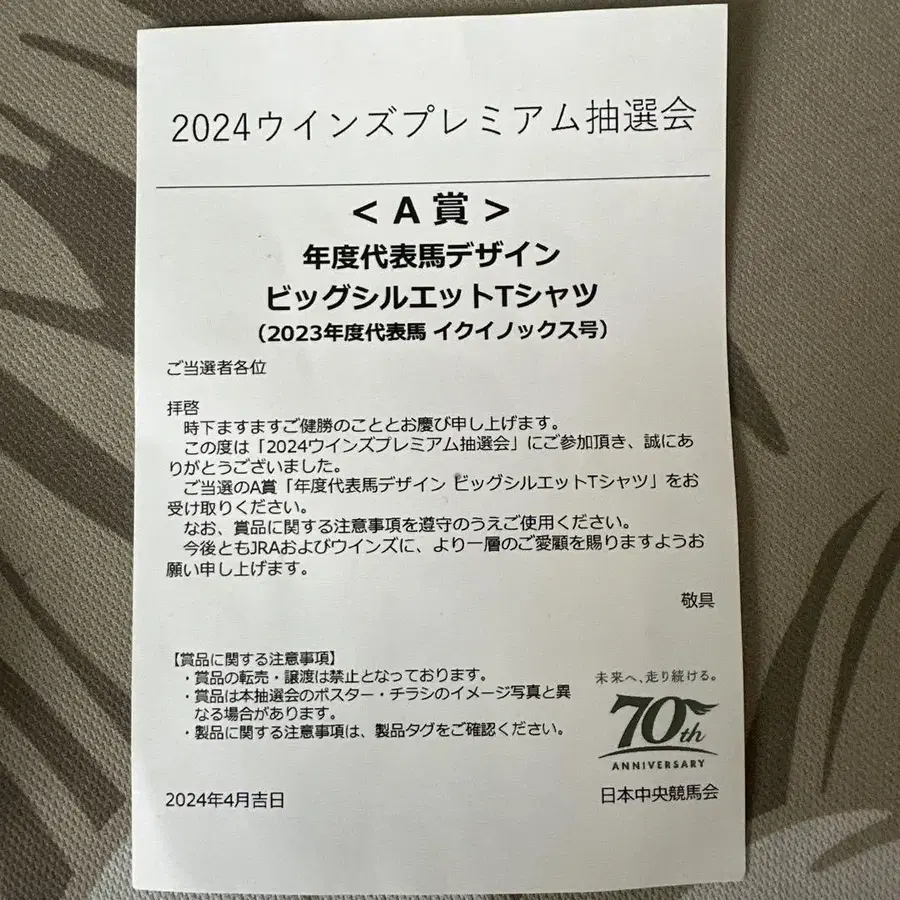 2024ウインズプレミアム抽選会
＜A賞＞
年度代表馬デザイン
ビッグシルエットTシャツ
（2023年度代表馬 イクイノックス号）
ご当選者各位
拝啓
時下ますますご健勝のこととお慶び申し上げます。
この度は「2024ウインズプレミアム抽選会」にご参加頂き、誠にあ
りがとうございました。
ご当選のA賞「年度代表馬デザイン ビッグシルエットTシャツ」をお
受け取りください。
なお、賞品に関する注意事項を遵守のうえご使用ください。
今後ともJRAおよびウインズに、より一層のご愛顧を賜りますようお
願い申し上げます。
敬具
【賞品に関する注意事項】
・賞品の転売・譲渡は禁止となっております。
・賞品は本抽選会のポスター・チラシのイメージ写真と異
なる場合があります。
・製品に関する注意事項は、製品タグをご確認ください。
未来へ、走り続ける。
70th
ANNIVERSARY
2024年4月吉日
日本中央競馬会